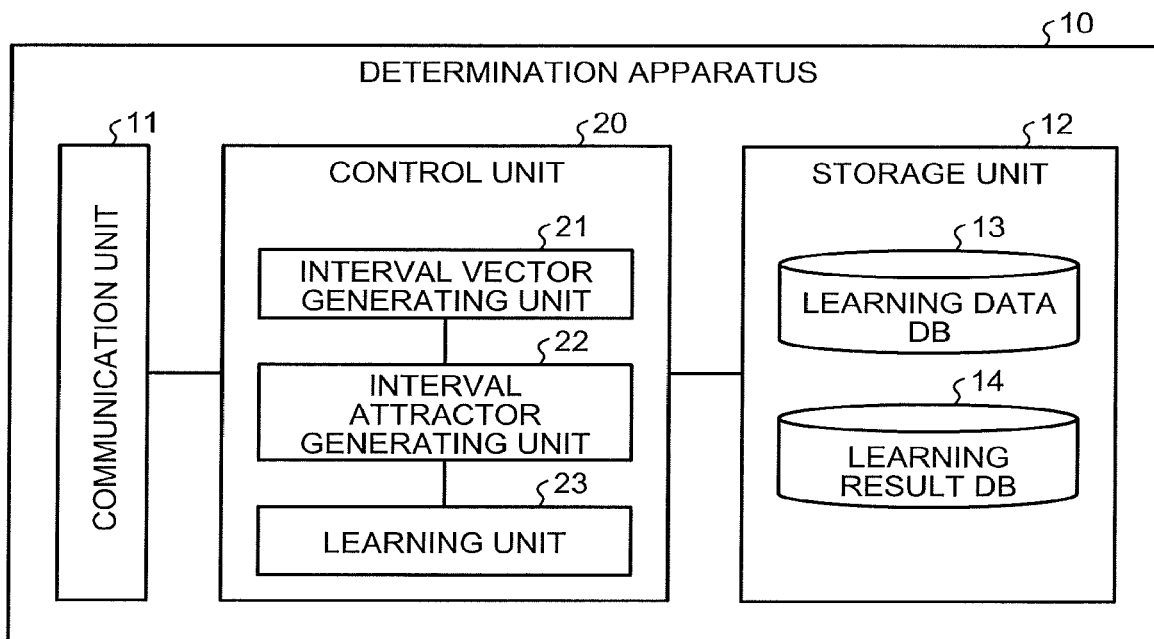 10
DETERMINATION APPARATUS
11
COMMUNICATION UNIT
20
CONTROL UNIT
21
INTERVAL VECTOR
GENERATING UNIT
22
INTERVAL
ATTRACTOR
GENERATING UNIT
23
LEARNING UNIT
12
STORAGE UNIT
13
LEARNING DATA
DB
14
LEARNING
RESULT DB